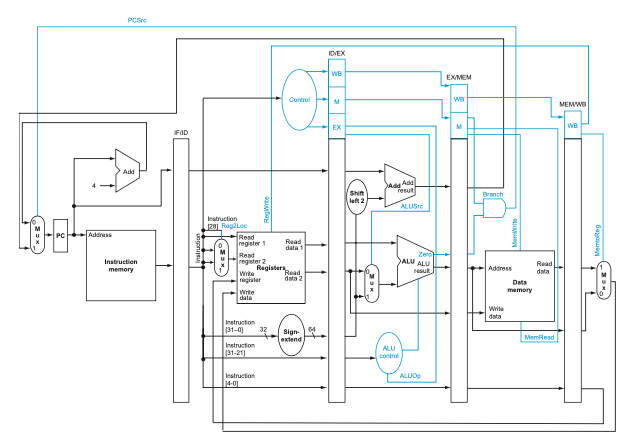 PCSrc
ID/EX
WB
EX/MEM
Control
M
WB
MEM/WB
EX
M
WB
IF/ID
Add
4
Add
Add
result
Shift
left 2
ALUSrc
Branch
RegWrite
MemWrite
MemtoReg
0
M
u
x
1
PC
Address
Instruction
memory
Instruction
Instruction
[28]
Reg2Loc
0
M
u
x
1
Read
register 1
Read
register 2
Write
register
Write
data
Registers
Read
data 1
Read
data 2
0
M
u
x
1
Zero
ALU
ALU
result
Address
Read
data
Data
memory
Write
data
1
M
u
x
0
Instruction
[31–0]
32
Sign-
extend
64
Instruction
[31-21]
ALU
control
MemRead
ALUOp
Instruction
[4-0]